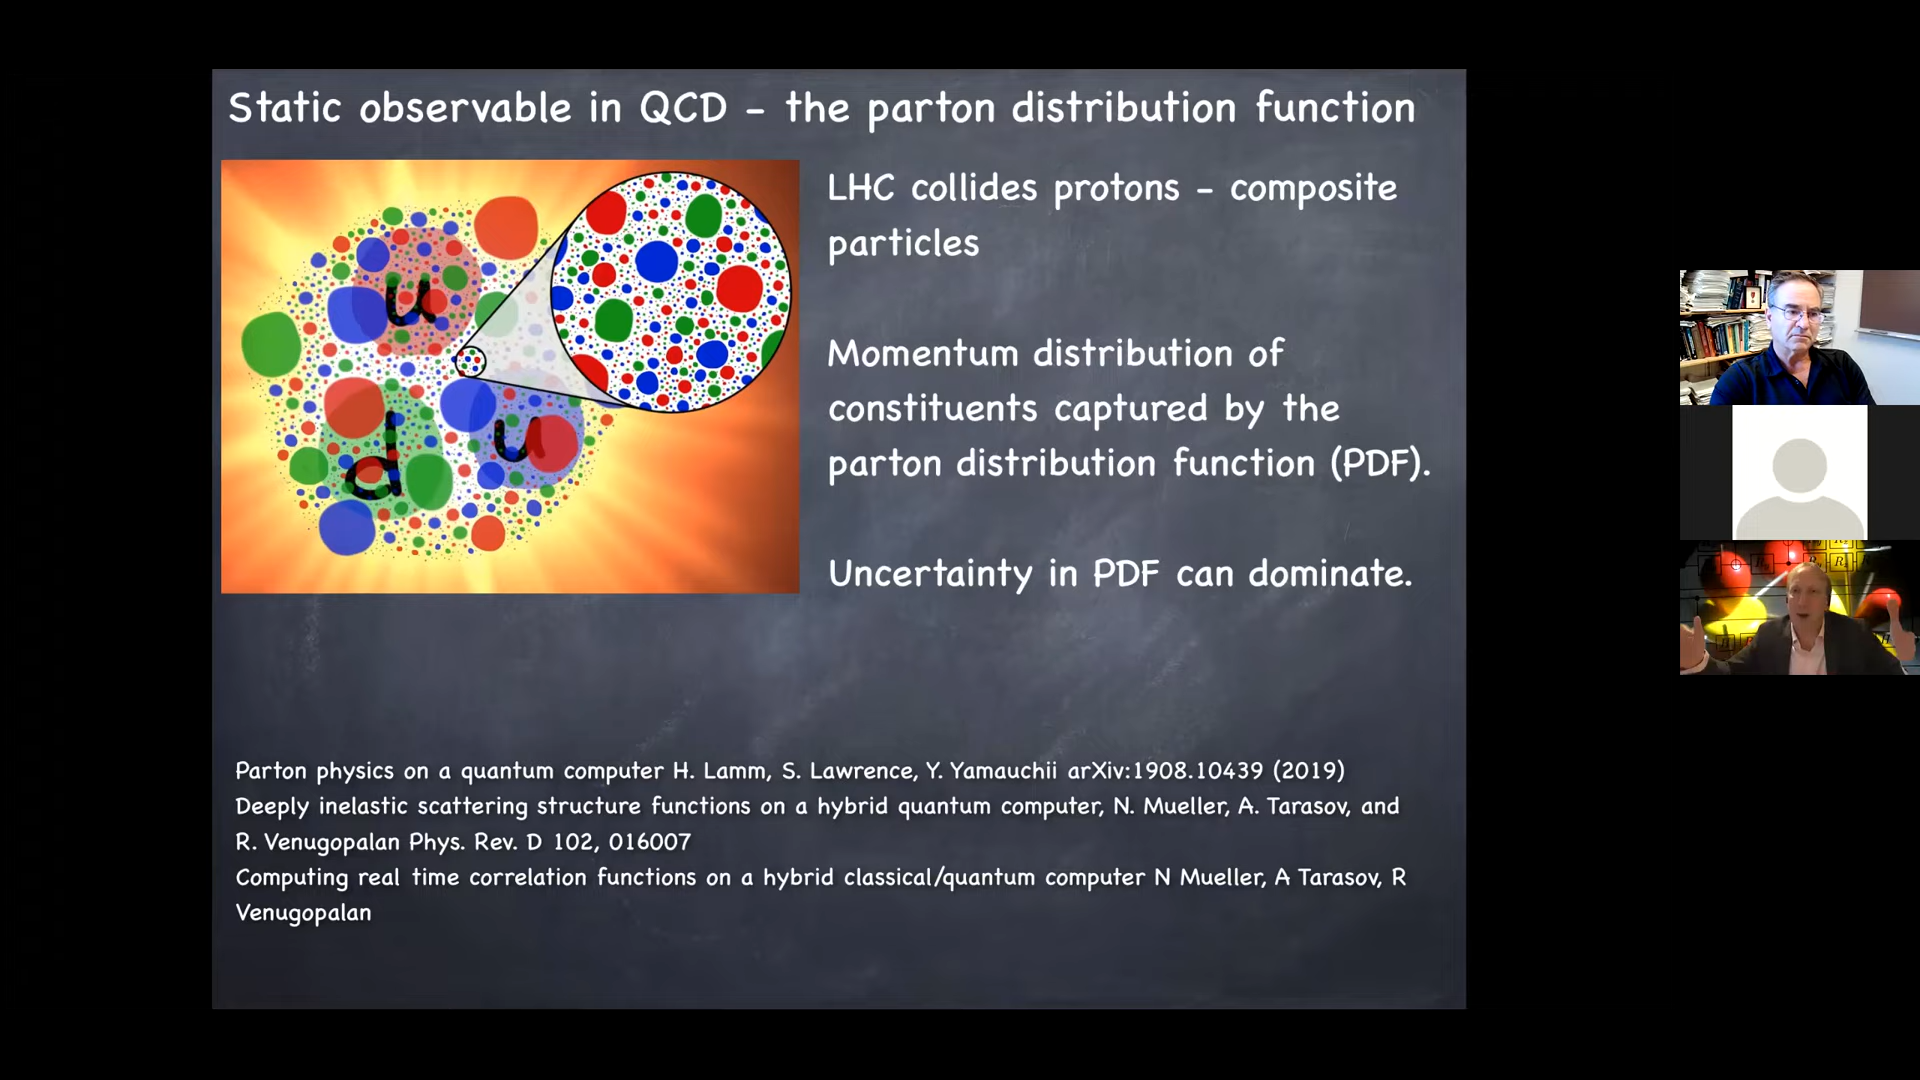 Static observable in QCD - the parton distribution function
LHC collides protons - composite
particles
Momentum distribution of
constituents captured by the
parton distribution function (PDF).
Uncertainty in PDF can dominate.
u
d
u
Parton physics on a quantum computer H. Lamm, S. Lawrence, Y. Yamauchii arXiv:1908.10439 (2019)
Deeply inelastic scattering structure functions on a hybrid quantum computer, N. Mueller, A. Tarasov, and
R. Venugopalan Phys. Rev. D 102, 016007
Computing real time correlation functions on a hybrid classical/quantum computer N Mueller, A Tarasov, R
Venugopalan